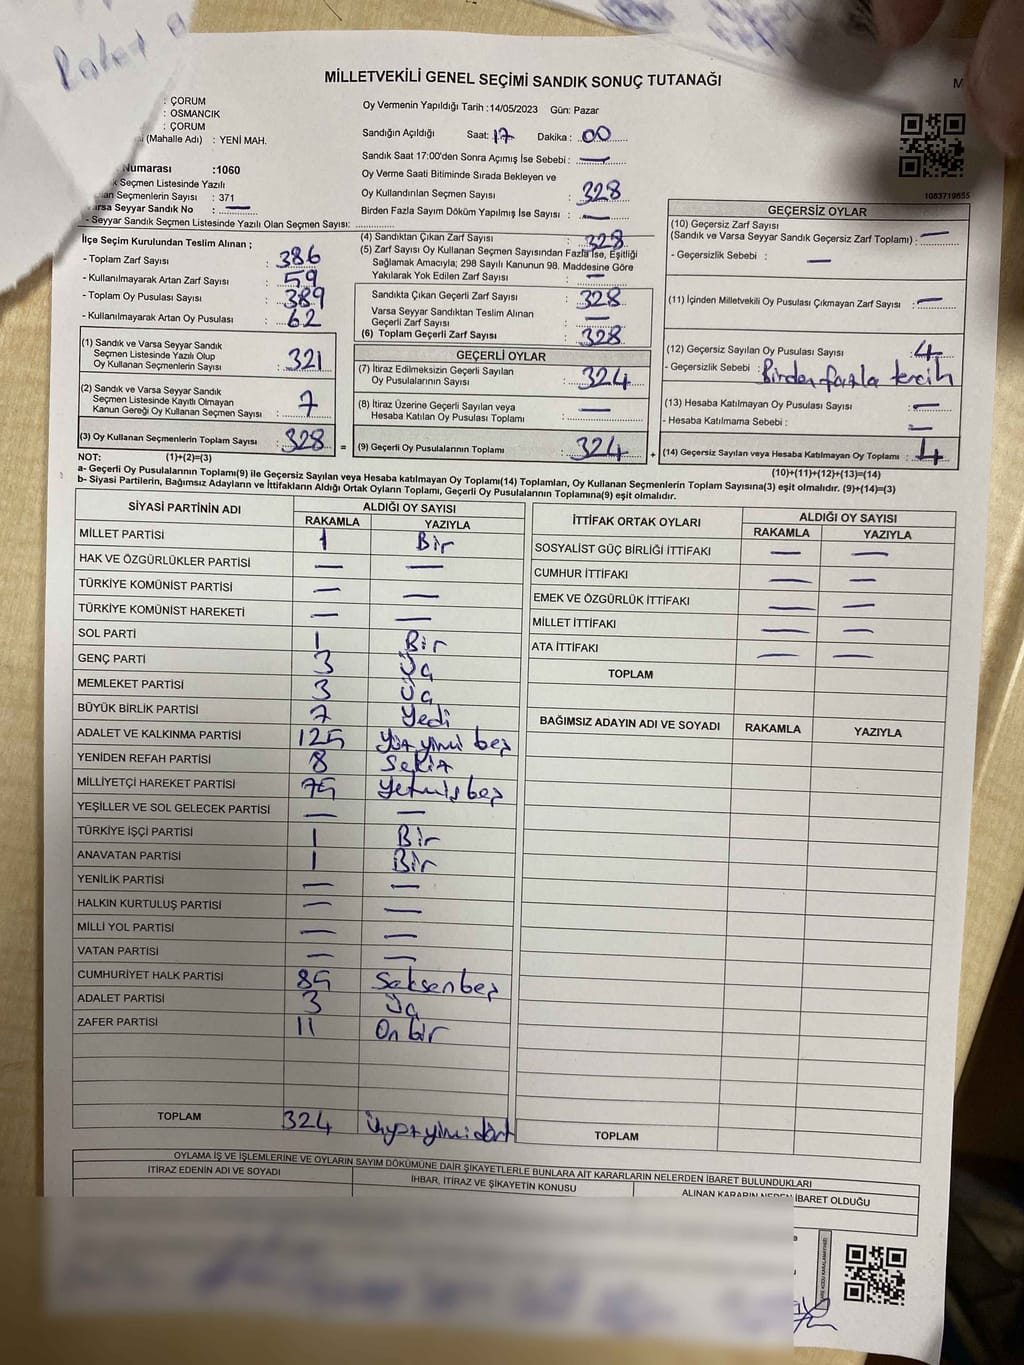 MİLLETVEKİLİ GENEL SEÇİMİ SANDIK SONUÇ TUTANAĞI
: ÇORUM
: OSMANCIK
: ÇORUM
(Mahalle Adı) : YENİ MAH.
Numarası :1060
Seçmen Listesinde Yazılı
Seçmenlerin Sayısı : 371
Varsa Seyyar Sandık No : —
- Seyyar Sandık Seçmen Listesinde Yazılı Olan Seçmen Sayısı:
Oy Vermenin Yapıldığı Tarih :14/05/2023 Gün: Pazar
Sandığın Açıldığı Saat: 17 Dakika : 00
Sandık Saat 17:00'den Sonra Açımış İse Sebebi : —
Oy Verme Saati Bitiminde Sırada Bekleyen ve
Oy Kullandırılan Seçmen Sayısı : 328
Birden Fazla Sayım Döküm Yapılmış İse Sayısı : —
1083719855
İlçe Seçim Kurulundan Teslim Alınan ;
- Toplam Zarf Sayısı : 386
- Kullanılmayarak Artan Zarf Sayısı : 59
- Toplam Oy Pusulası Sayısı : 389
- Kullanılmayarak Artan Oy Pusulası : 62
(1) Sandık ve Varsa Seyyar Sandık
Seçmen Listesinde Yazılı Olup
Oy Kullanan Seçmenlerin Sayısı : 321
(2) Sandık ve Varsa Seyyar Sandık
Seçmen Listesinde Kayıtlı Olmayan
Kanun Gereği Oy Kullanan Seçmen Sayısı : 7
(3) Oy Kullanan Seçmenlerin Toplam Sayısı : 328 =
(4) Sandıktan Çıkan Zarf Sayısı : 328
(5) Zarf Sayısı Oy Kullanan Seçmen Sayısından Fazla İse, Eşitliği
Sağlamak Amacıyla; 298 Sayılı Kanunun 98. Maddesine Göre
Yakılarak Yok Edilen Zarf Sayısı : —
Sandıkta Çıkan Geçerli Zarf Sayısı : 328
Varsa Seyyar Sandıktan Teslim Alınan
Geçerli Zarf Sayısı : —
(6) Toplam Geçerli Zarf Sayısı : 328
GEÇERLİ OYLAR
(7) İtiraz Edilmeksizin Geçerli Sayılan
Oy Pusulalarının Sayısı : 324
(8) İtiraz Üzerine Geçerli Sayılan veya
Hesaba Katılan Oy Pusulası Toplamı : —
(9) Geçerli Oy Pusulalarının Toplamı : 324 +
GEÇERSİZ OYLAR
(10) Geçersiz Zarf Sayısı
(Sandık ve Varsa Seyyar Sandık Geçersiz Zarf Toplamı) : —
- Geçersizlik Sebebi : —
(11) İçinden Milletvekili Oy Pusulası Çıkmayan Zarf Sayısı : —
(12) Geçersiz Sayılan Oy Pusulası Sayısı : 4
- Geçersizlik Sebebi : Birden fazla tercih
(13) Hesaba Katılmayan Oy Pusulası Sayısı : —
- Hesaba Katılmama Sebebi : —
(14) Geçersiz Sayılan veya Hesaba Katılmayan Oy Toplamı : 4
NOT: (1)+(2)=(3)
(10)+(11)+(12)+(13)=(14)
a- Geçerli Oy Pusulalarının Toplamı(9) ile Geçersiz Sayılan veya Hesaba katılmayan Oy Toplamı(14) Toplamları, Oy Kullanan Seçmenlerin Toplam Sayısına(3) eşit olmalıdır. (9)+(14)=(3)
b- Siyasi Partilerin, Bağımsız Adayların ve İttifakların Aldığı Ortak Oyların Toplamı, Geçerli Oy Pusulalarının Toplamına(9) eşit olmalıdır.
SİYASİ PARTİNİN ADI ALDIĞI OY SAYISI
RAKAMLA YAZIYLA
MİLLET PARTİSİ 1 Bir
HAK VE ÖZGÜRLÜKLER PARTİSİ — —
TÜRKİYE KOMÜNİST PARTİSİ — —
TÜRKİYE KOMÜNİST HAREKETİ — —
SOL PARTİ 1 Bir
GENÇ PARTİ 3 Üç
MEMLEKET PARTİSİ 3 Üç
BÜYÜK BİRLİK PARTİSİ 7 Yedi
ADALET VE KALKINMA PARTİSİ 125 Yüz yirmi beş
YENİDEN REFAH PARTİSİ 8 Sekiz
MİLLİYETÇİ HAREKET PARTİSİ 75 Yetmiş beş
YEŞİLLER VE SOL GELECEK PARTİSİ — —
TÜRKİYE İŞÇİ PARTİSİ 1 Bir
ANAVATAN PARTİSİ 1 Bir
YENİLİK PARTİSİ — —
HALKIN KURTULUŞ PARTİSİ — —
MİLLİ YOL PARTİSİ — —
VATAN PARTİSİ — —
CUMHURİYET HALK PARTİSİ 85 Seksen beş
ADALET PARTİSİ 3 Üç
ZAFER PARTİSİ 11 On bir
TOPLAM 324 Üçyüz yirmi dört
İTTİFAK ORTAK OYLARI ALDIĞI OY SAYISI
RAKAMLA YAZIYLA
SOSYALİST GÜÇ BİRLİĞİ İTTİFAKI — —
CUMHUR İTTİFAKI — —
EMEK VE ÖZGÜRLÜK İTTİFAKI — —
MİLLET İTTİFAKI — —
ATA İTTİFAKI — —
TOPLAM
BAĞIMSIZ ADAYIN ADI VE SOYADI RAKAMLA YAZIYLA
TOPLAM
OYLAMA İŞ VE İŞLEMLERİNE VE OYLARIN SAYIM DÖKÜMÜNE DAİR ŞİKAYETLERLE BUNLARA AİT KARARLARIN NELERDEN İBARET BULUNDUKLARI
İTİRAZ EDENİN ADI VE SOYADI İHBAR, İTİRAZ VE ŞİKAYETİN KONUSU ALINAN KARARIN NEDEN İBARET OLDUĞU